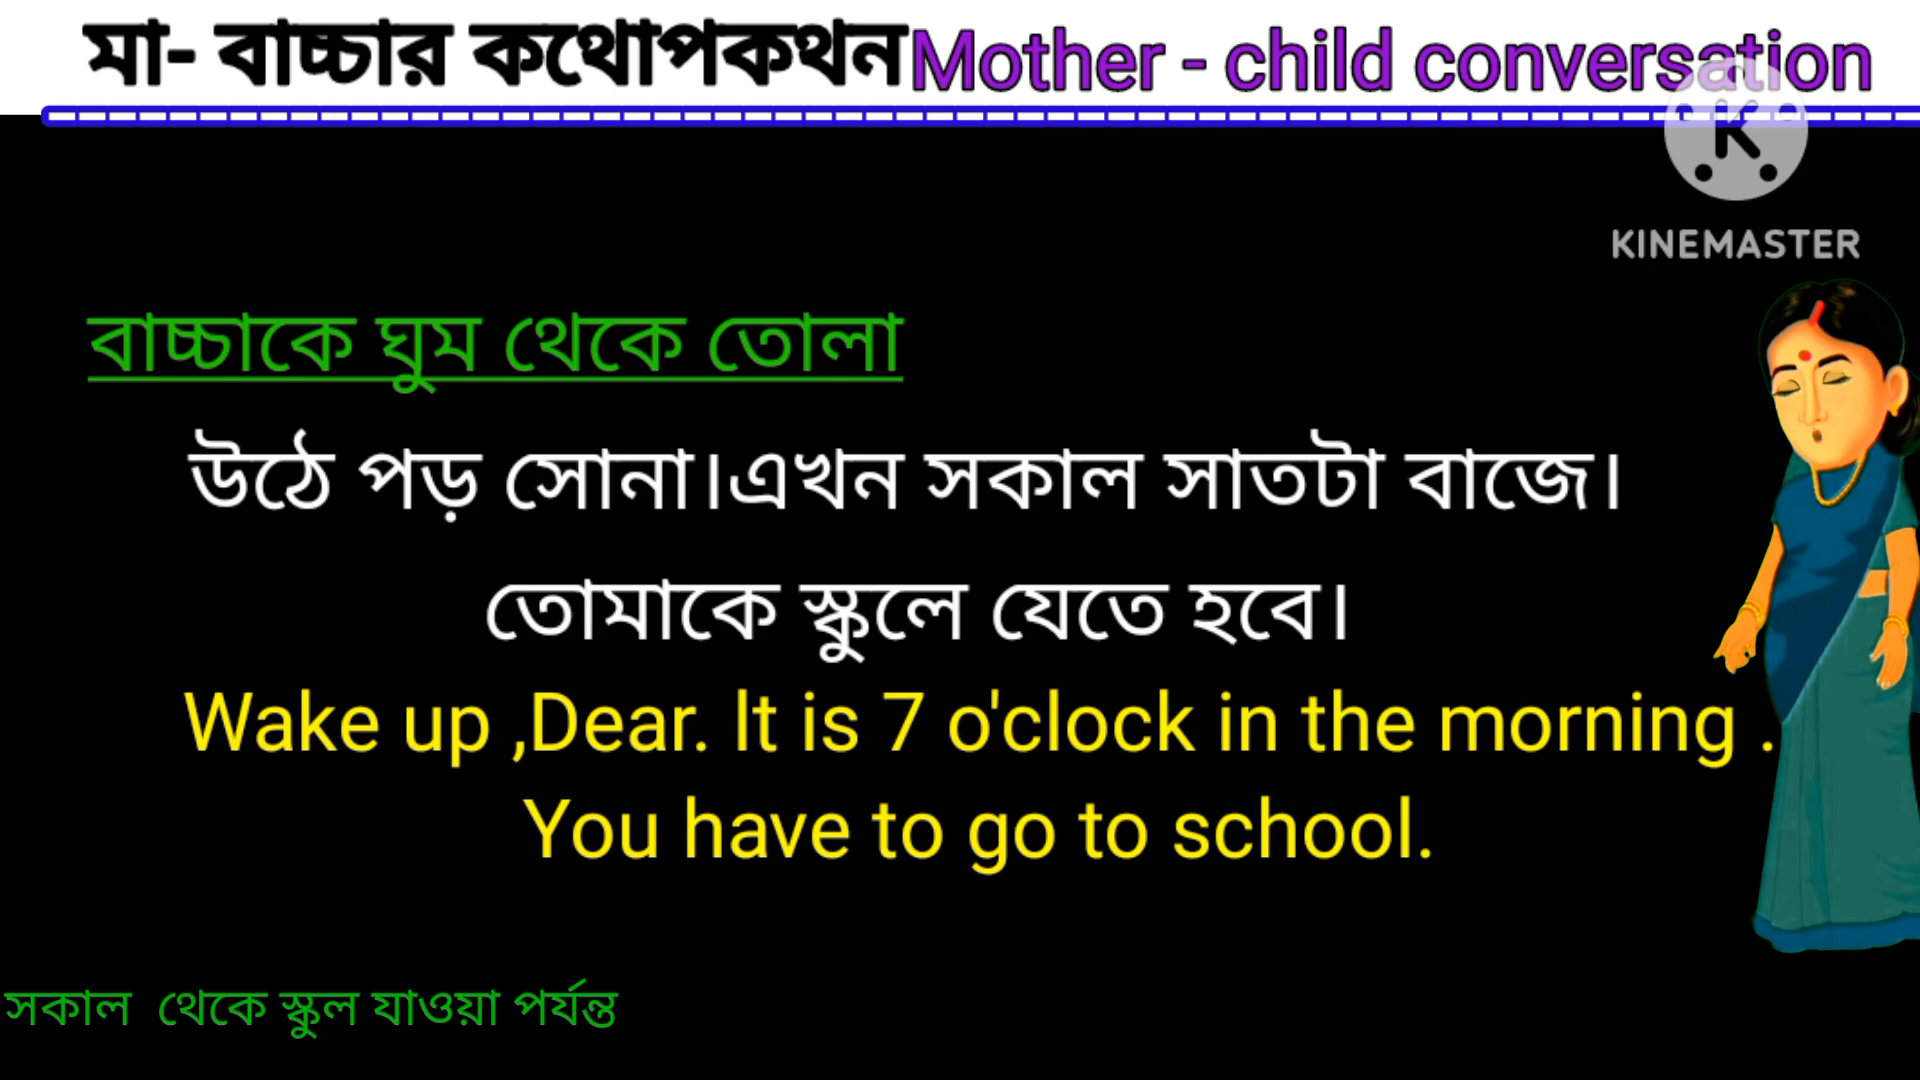 মা- বাচ্চার কথোপকথন Mother - child conversation
KINEMASTER
বাচ্চাকে ঘুম থেকে তোলা
উঠে পড় সোনা।এখন সকাল সাতটা বাজে।
তোমাকে স্কুলে যেতে হবে।
Wake up ,Dear. It is 7 o'clock in the morning .
You have to go to school.
সকাল থেকে স্কুল যাওয়া পর্যন্ত